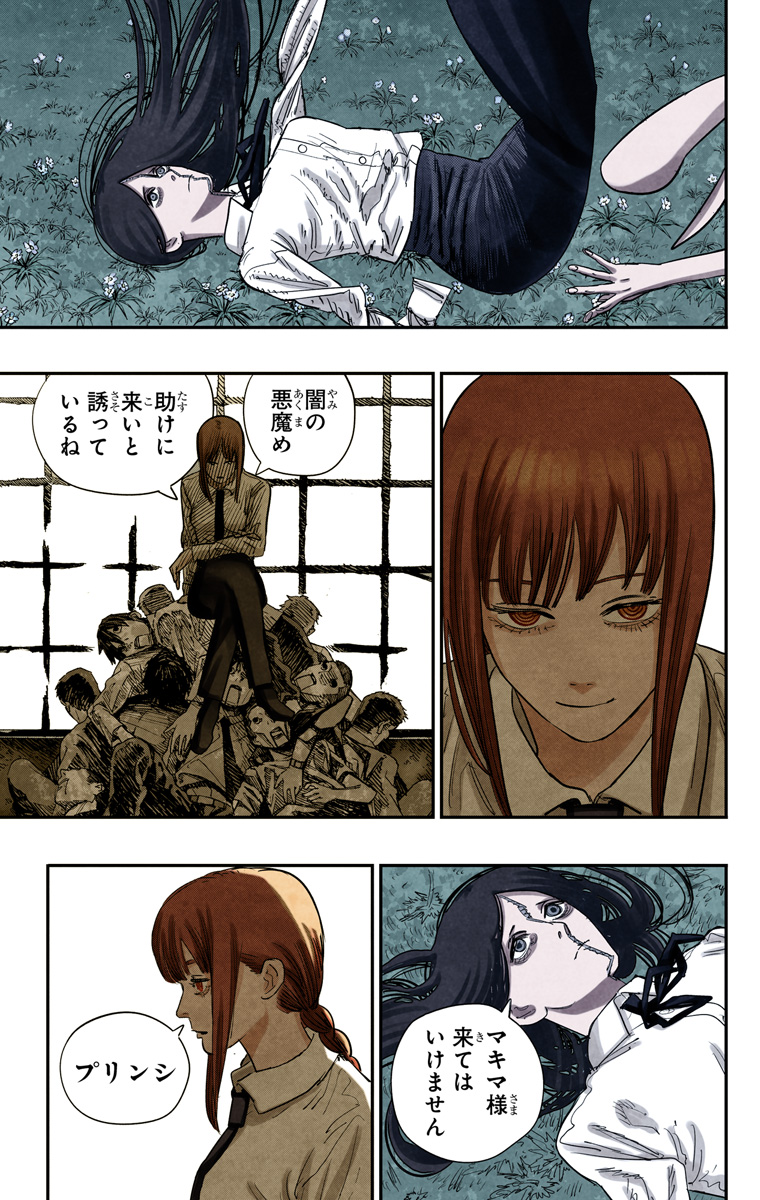 闇の
悪魔め
助けに
来いと
誘って
いるね
マキマ様
来ては
いけません
プリンシ